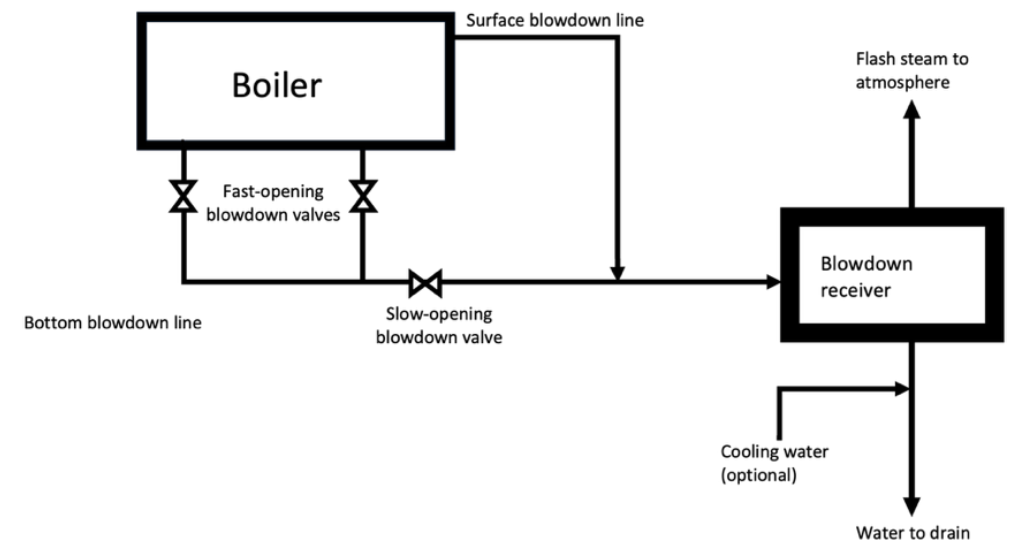 Surface blowdown line
Boiler
Flash steam to
atmosphere
Fast-opening
blowdown valves
Blowdown
receiver
Slow-opening
blowdown valve
Bottom blowdown line
Cooling water
(optional)
Water to drain